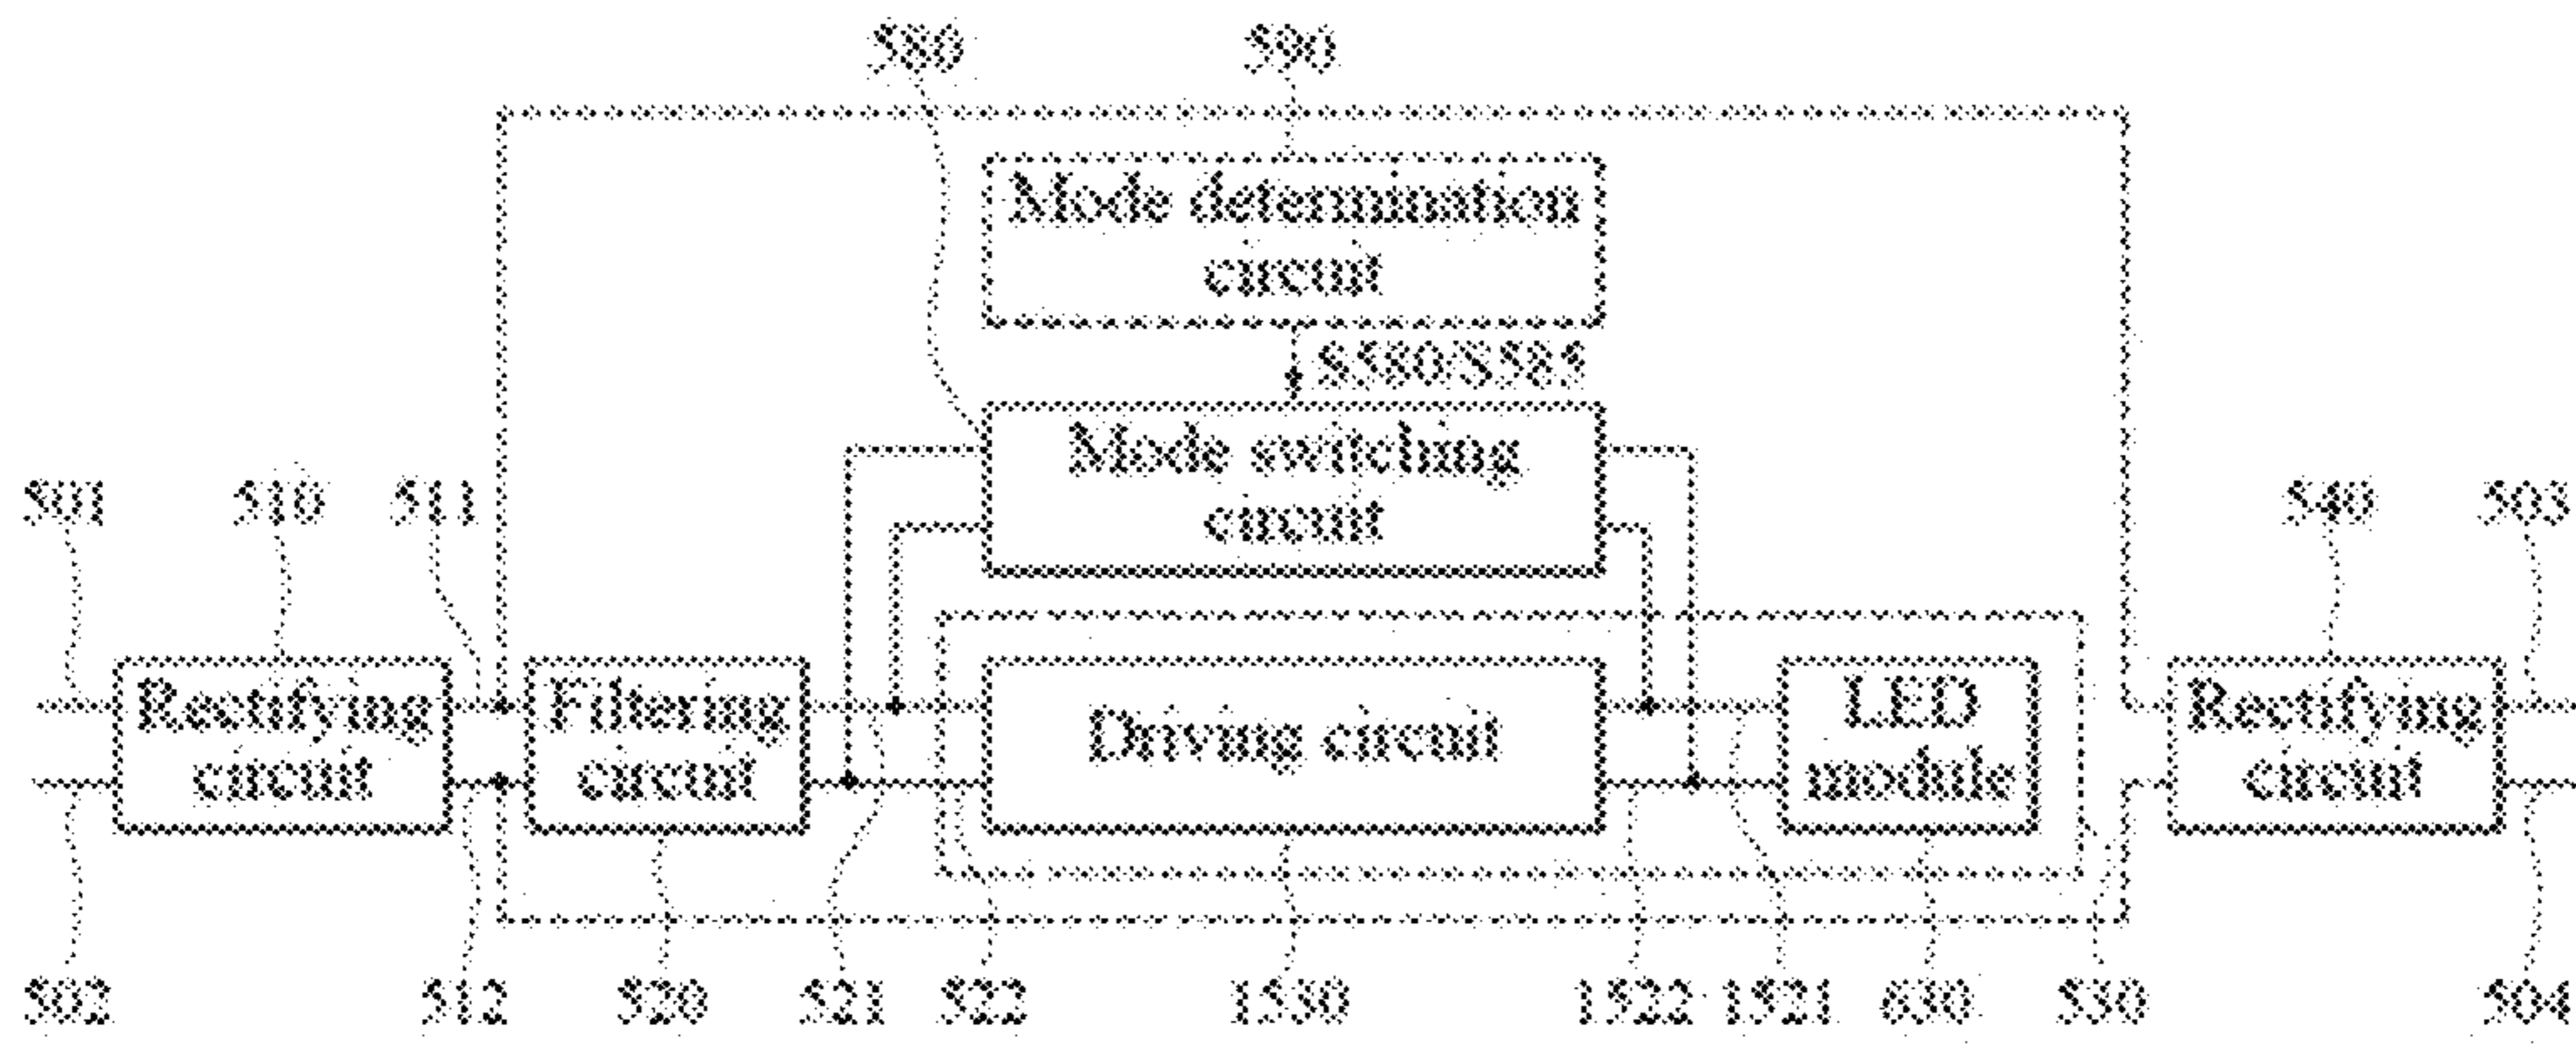 580
590
Mode determination
circuit
S580/S585
Mode switching
circuit
501
510
511
540
503
Rectifying
circuit
Filtering
circuit
Driving circuit
LED
module
Rectifying
circuit
502
512
520
521
522
1530
1522
1521
630
530
504